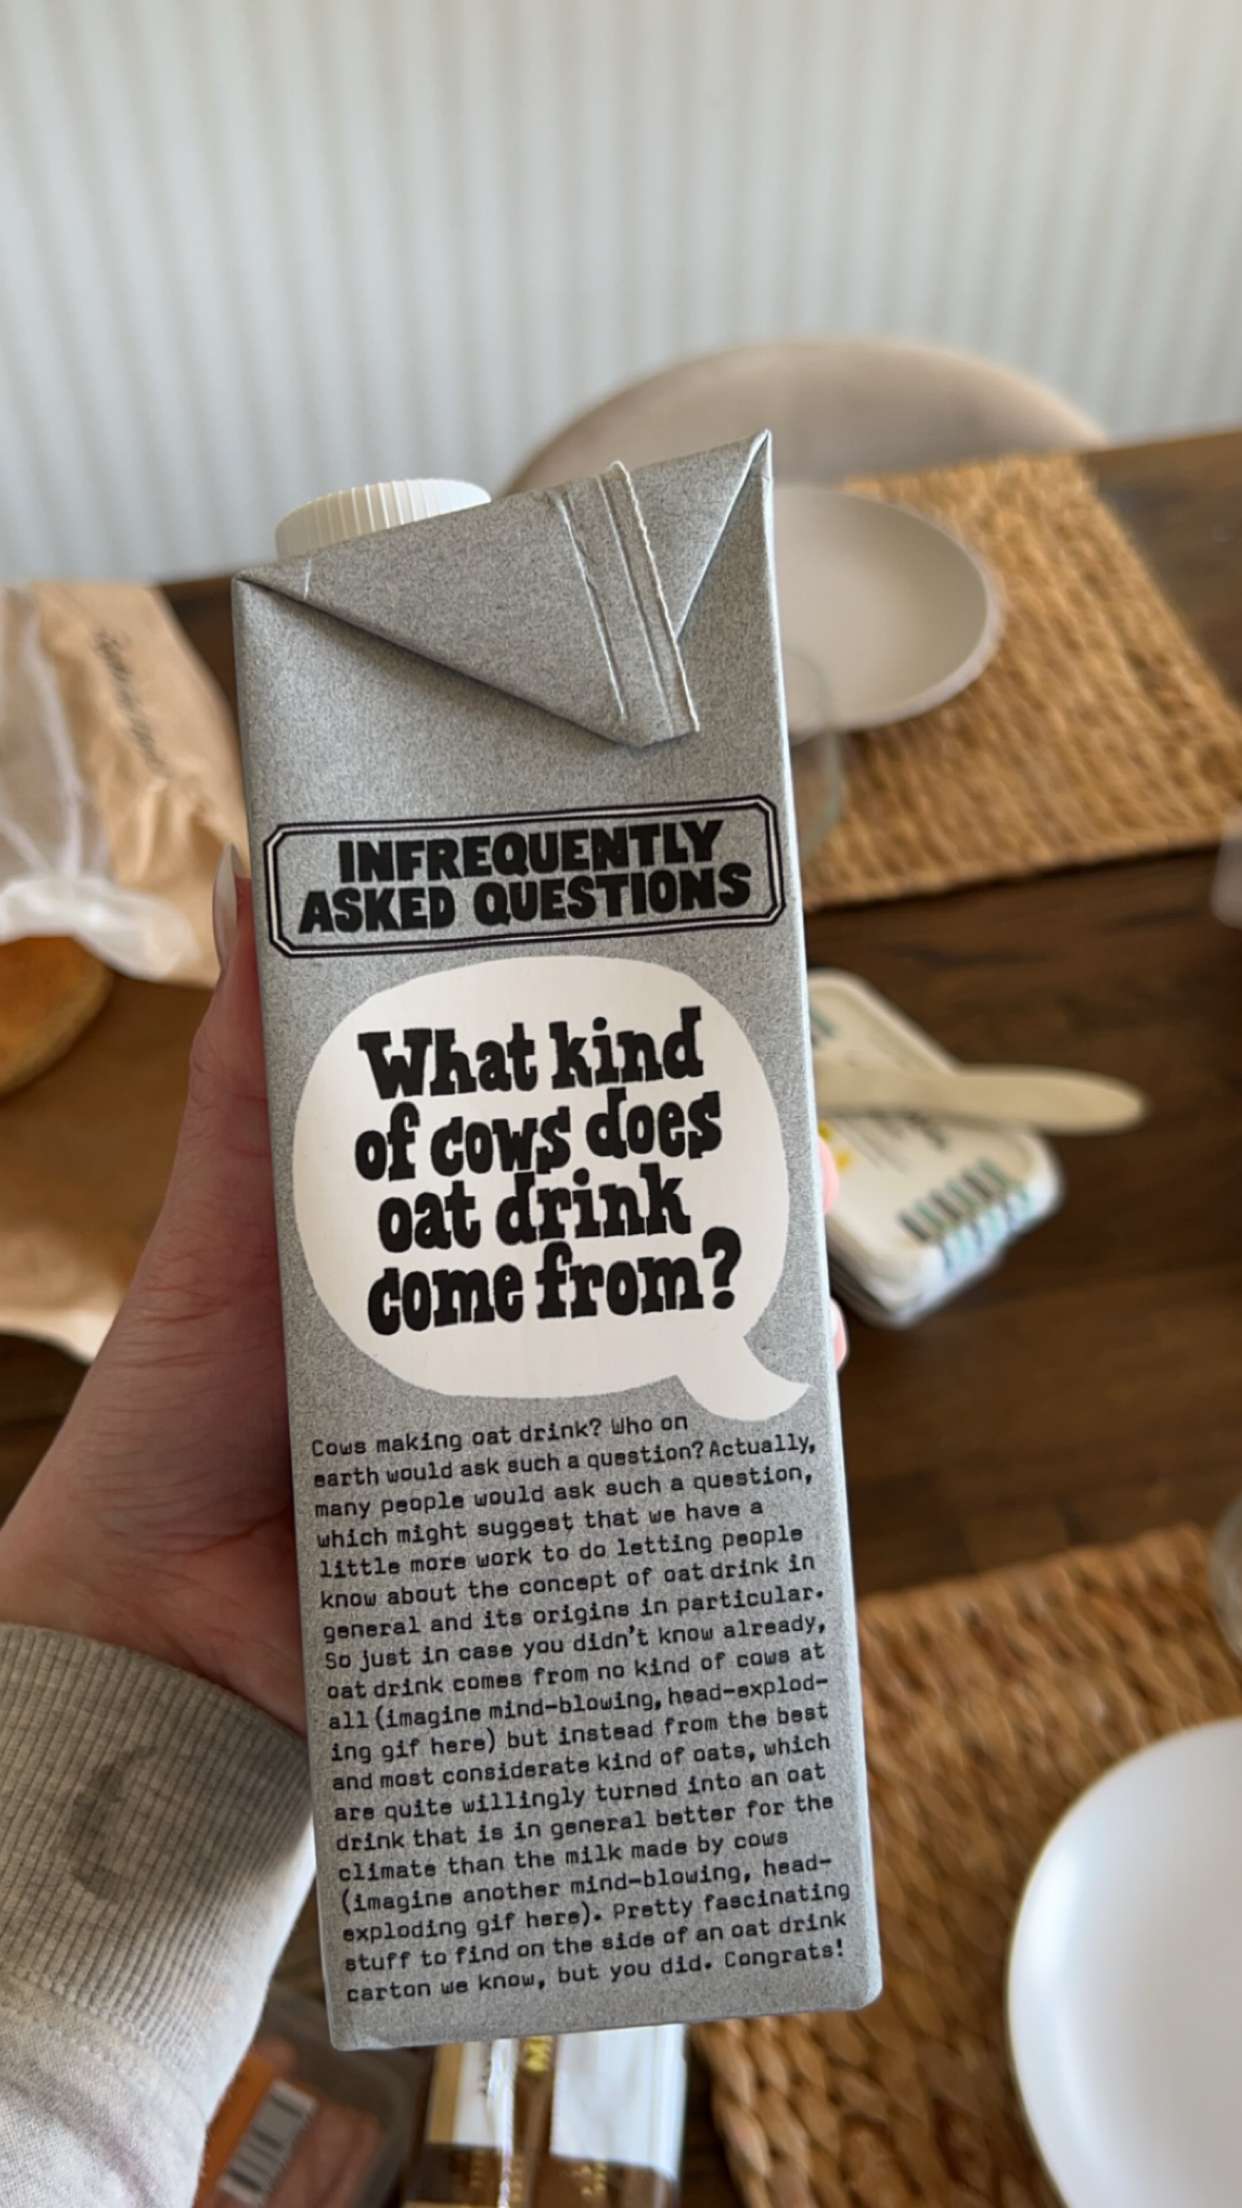 INFREQUENTLY
ASKED QUESTIONS
What kind
of cows does
oat drink
come from?
Cows making oat drink? Who on
earth would ask such a question? Actually,
many people would ask such a question,
which might suggest that we have a
little more work to do letting people
know about the concept of oat drink in
general and its origins in particular.
So just in case you didn't know already,
oat drink comes from no kind of cows at
all (imagine mind-blowing, head-explod-
ing gif here) but instead from the best
and most considerate kind of oats, which
are quite willingly turned into an oat
drink that is in general better for the
climate than the milk made by cows
(imagine another mind-blowing, head-
exploding gif here). Pretty fascinating
stuff to find on the side of an oat drink
carton we know, but you did. Congrats!